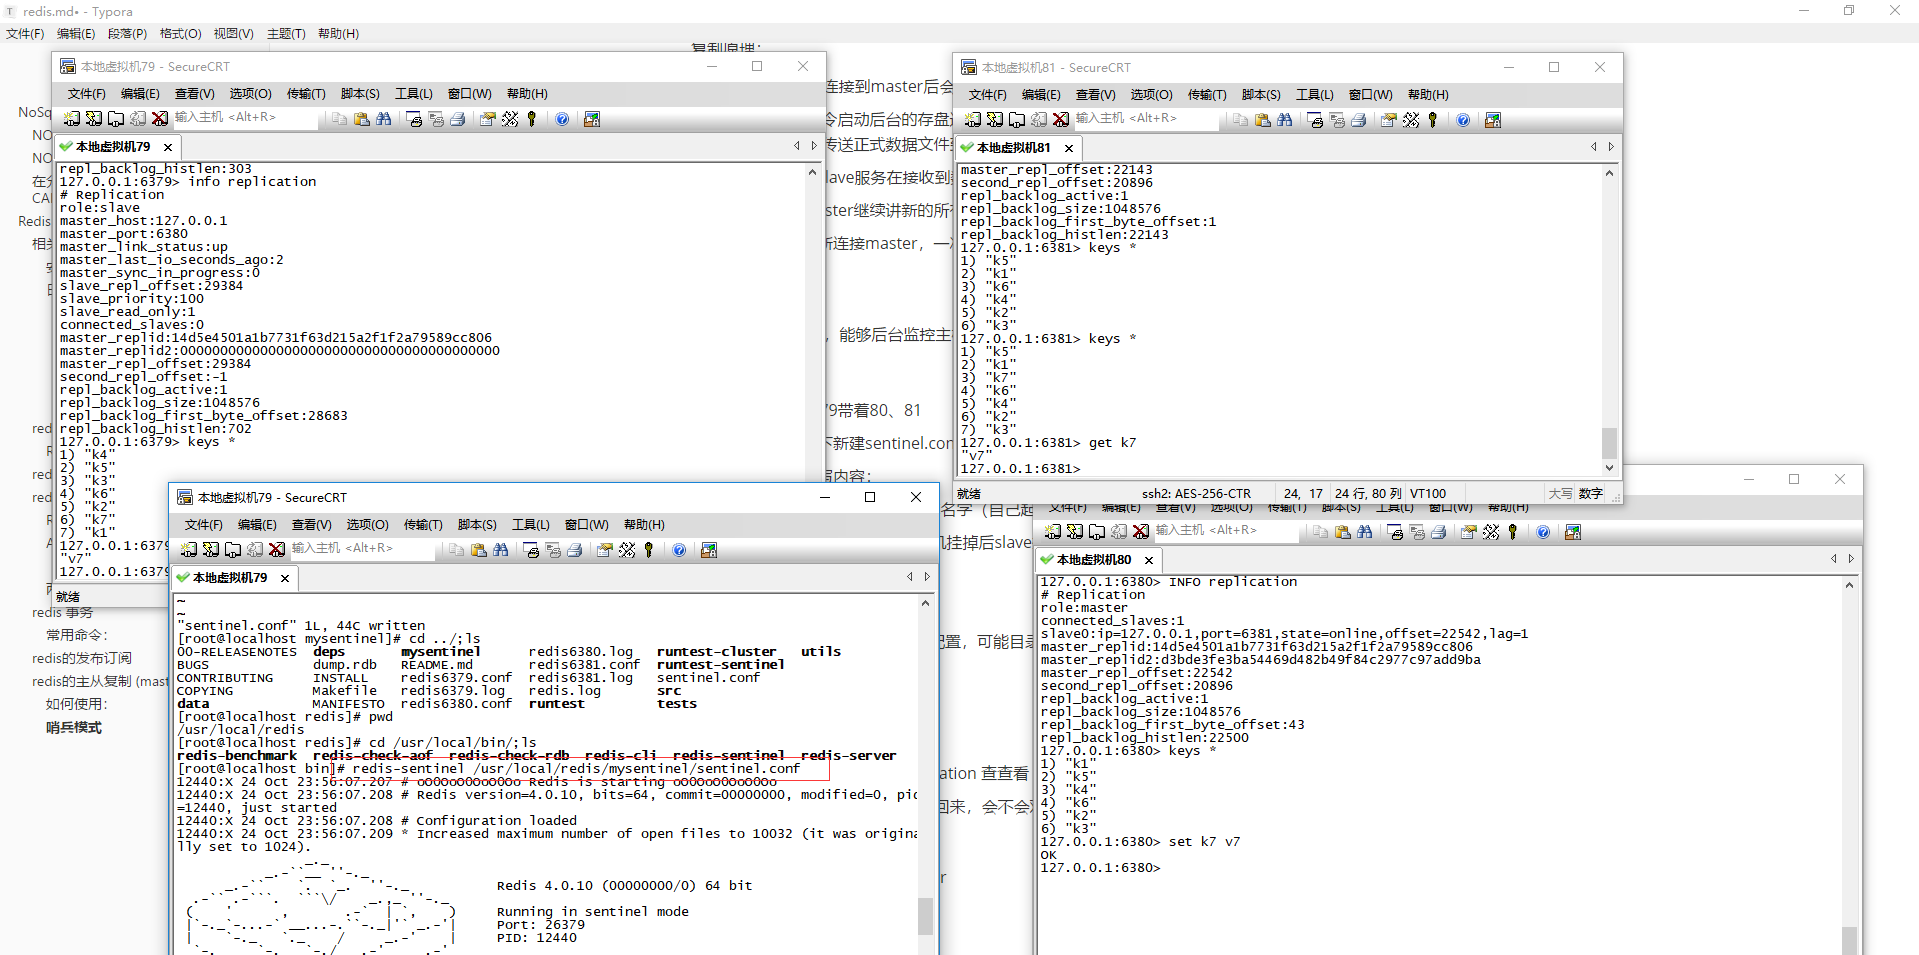 redis.md• - Typora
文件(F) 编辑(E) 段落(P) 格式(O) 视图(V) 主题(T) 帮助(H)
复制原理：
本地虚拟机79 - SecureCRT
文件(F) 编辑(E) 查看(V) 选项(O) 传输(T) 脚本(S) 工具(L) 窗口(W) 帮助(H)
输入主机 <Alt+R>
本地虚拟机79
repl_backlog_histlen:303
127.0.0.1:6379> info replication
# Replication
role:slave
master_host:127.0.0.1
master_port:6380
master_link_status:up
master_last_io_seconds_ago:2
master_sync_in_progress:0
slave_repl_offset:29384
slave_priority:100
slave_read_only:1
connected_slaves:0
master_replid:14d5e4501a1b7731f63d215a2f1f2a79589cc806
master_replid2:0000000000000000000000000000000000000000
master_repl_offset:29384
second_repl_offset:-1
repl_backlog_active:1
repl_backlog_size:1048576
repl_backlog_first_byte_offset:28683
repl_backlog_histlen:702
127.0.0.1:6379> keys *
1) "k4"
2) "k5"
3) "k3"
4) "k6"
5) "k2"
6) "k7"
7) "k1"
127.0.0.1:6379
"v7"
127.0.0.1:6379
就绪
NoSq
NO
NO
在分
CA
Redis
相关
red
R
red
red
R
A
redis 事务
常用命令：
redis的发布订阅
redis的主从复制 (mast
如何使用：
哨兵模式
连接到master后会
令启动后台的存盘进
传送正式数据文件到
lave服务在接收到数
ster继续讲新的所有
新连接master，一次
，能够后台监控主机
79带着80、81
下新建sentinel.con
写内容：
名字（自己起
机挂掉后slave
配置，可能目录
ation 查查看
回来，会不会双
r
本地虚拟机81 - SecureCRT
文件(F) 编辑(E) 查看(V) 选项(O) 传输(T) 脚本(S) 工具(L) 窗口(W) 帮助(H)
输入主机 <Alt+R>
本地虚拟机81
master_repl_offset:22143
second_repl_offset:20896
repl_backlog_active:1
repl_backlog_size:1048576
repl_backlog_first_byte_offset:1
repl_backlog_histlen:22143
127.0.0.1:6381> keys *
1) "k5"
2) "k1"
3) "k6"
4) "k4"
5) "k2"
6) "k3"
127.0.0.1:6381> keys *
1) "k5"
2) "k1"
3) "k7"
4) "k6"
5) "k4"
6) "k2"
7) "k3"
127.0.0.1:6381> get k7
"v7"
127.0.0.1:6381>
就绪 ssh2: AES-256-CTR 24, 17 24 行, 80 列 VT100 大写 数字
本地虚拟机79 - SecureCRT
文件(F) 编辑(E) 查看(V) 选项(O) 传输(T) 脚本(S) 工具(L) 窗口(W) 帮助(H)
输入主机 <Alt+R>
本地虚拟机79
~
~
"sentinel.conf" 1L, 44C written
[root@localhost mysentinel]# cd ../;ls
00-RELEASENOTES deps mysentinel redis6380.log runtest-cluster utils
BUGS dump.rdb README.md redis6381.conf runtest-sentinel
CONTRIBUTING INSTALL redis6379.conf redis6381.log sentinel.conf
COPYING Makefile redis6379.log redis.log src
data MANIFESTO redis6380.conf runtest tests
[root@localhost redis]# pwd
/usr/local/redis
[root@localhost redis]# cd /usr/local/bin/;ls
redis-benchmark redis-check-aof redis-check-rdb redis-cli redis-sentinel redis-server
[root@localhost bin]# redis-sentinel /usr/local/redis/mysentinel/sentinel.conf
12440:X 24 Oct 23:56:07.207 # oO0OoO0OoO0Oo Redis is starting oO0OoO0OoO0Oo
12440:X 24 Oct 23:56:07.208 # Redis version=4.0.10, bits=64, commit=00000000, modified=0, pid
=12440, just started
12440:X 24 Oct 23:56:07.208 # Configuration loaded
12440:X 24 Oct 23:56:07.209 * Increased maximum number of open files to 10032 (it was origina
lly set to 1024).
Redis 4.0.10 (00000000/0) 64 bit
Running in sentinel mode
Port: 26379
PID: 12440
文件(F) 编辑(E) 查看(V) 选项(O) 传输(T) 脚本(S) 工具(L) 窗口(W) 帮助(H)
输入主机 <Alt+R>
本地虚拟机80
127.0.0.1:6380> INFO replication
# Replication
role:master
connected_slaves:1
slave0:ip=127.0.0.1,port=6381,state=online,offset=22542,lag=1
master_replid:14d5e4501a1b7731f63d215a2f1f2a79589cc806
master_replid2:d3bde3fe3ba54469d482b49f84c2977c97add9ba
master_repl_offset:22542
second_repl_offset:20896
repl_backlog_active:1
repl_backlog_size:1048576
repl_backlog_first_byte_offset:43
repl_backlog_histlen:22500
127.0.0.1:6380> keys *
1) "k1"
2) "k5"
3) "k4"
4) "k6"
5) "k2"
6) "k3"
127.0.0.1:6380> set k7 v7
OK
127.0.0.1:6380>